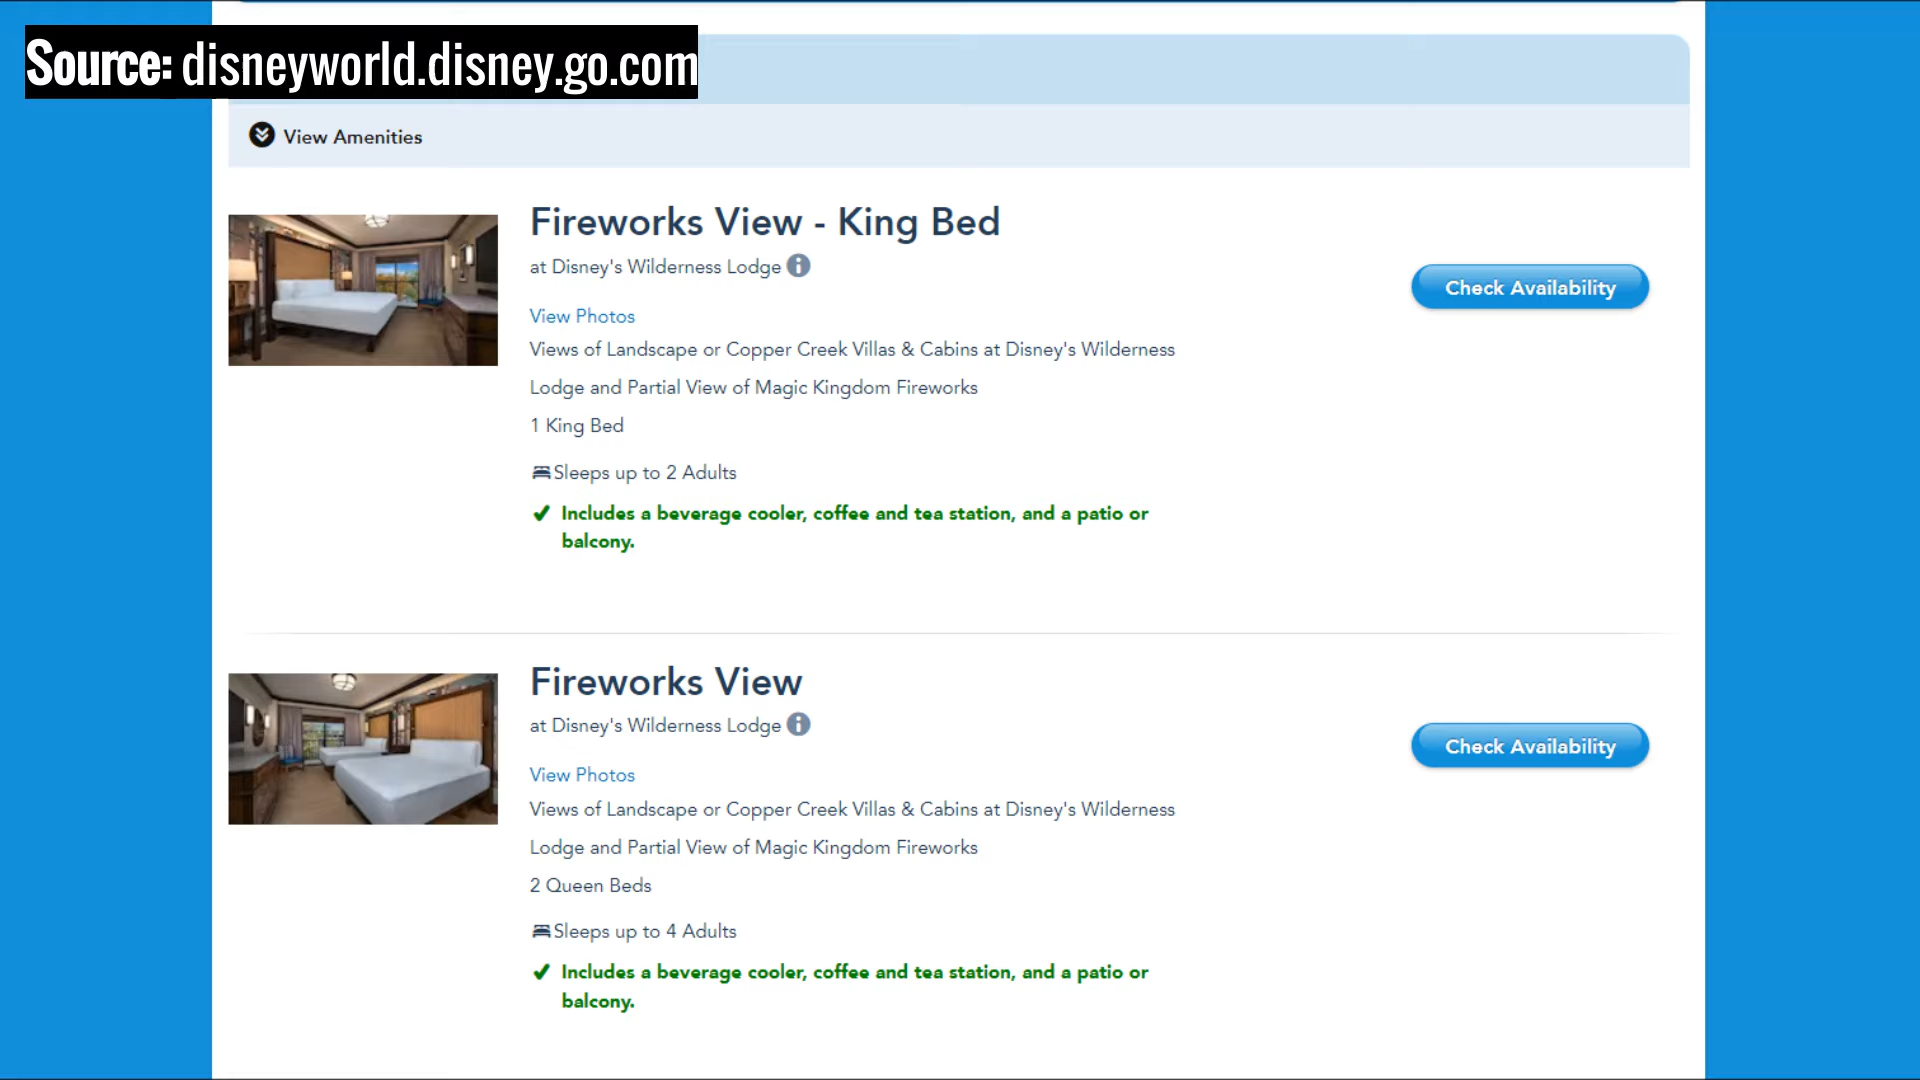 Source: disneyworld.disney.go.com
View Amenities
Fireworks View - King Bed
at Disney's Wilderness Lodge
Check Availability
View Photos
Views of Landscape or Copper Creek Villas & Cabins at Disney's Wilderness
Lodge and Partial View of Magic Kingdom Fireworks
1 King Bed
Sleeps up to 2 Adults
Includes a beverage cooler, coffee and tea station, and a patio or
balcony.
Fireworks View
at Disney's Wilderness Lodge
Check Availability
View Photos
Views of Landscape or Copper Creek Villas & Cabins at Disney's Wilderness
Lodge and Partial View of Magic Kingdom Fireworks
2 Queen Beds
Sleeps up to 4 Adults
Includes a beverage cooler, coffee and tea station, and a patio or
balcony.